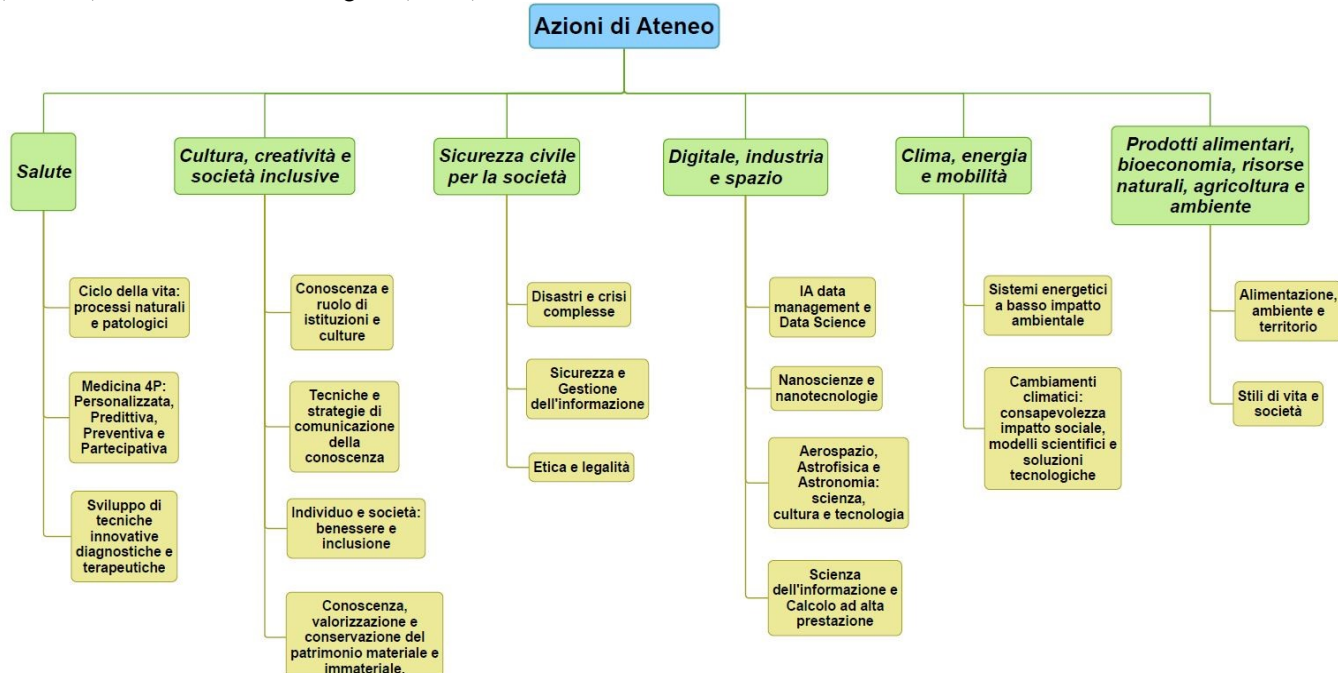 Azioni di Ateneo
Salute
Ciclo della vita:
processi naturali
e patologici
Medicina 4P:
Personalizzata,
Predittiva,
Preventiva e
Partecipativa
Sviluppo di
tecniche
innovative
diagnostiche e
terapeutiche
Cultura, creatività e
società inclusive
Conoscenza e
ruolo di
istituzioni e
culture
Tecniche e
strategie di
comunicazione
della
conoscenza
Individuo e società:
benessere e
inclusione
Conoscenza,
valorizzazione e
conservazione del
patrimonio materiale e
immateriale.
Sicurezza civile
per la società
Disastri e crisi
complesse
Sicurezza e
Gestione
dell'informazione
Etica e legalità
Digitale, industria
e spazio
IA data
management e
Data Science
Nanoscienze e
nanotecnologie
Aerospazio,
Astrofisica e
Astronomia:
scienza,
cultura e tecnologia
Scienza
dell'informazione e
Calcolo ad alta
prestazione
Clima, energia
e mobilità
Sistemi energetici
a basso impatto
ambientale
Cambiamenti
climatici:
consapevolezza
impatto sociale,
modelli scientifici e
soluzioni
tecnologiche
Prodotti alimentari,
bioeconomia, risorse
naturali, agricoltura e
ambiente
Alimentazione,
ambiente e
territorio
Stili di vita e
società